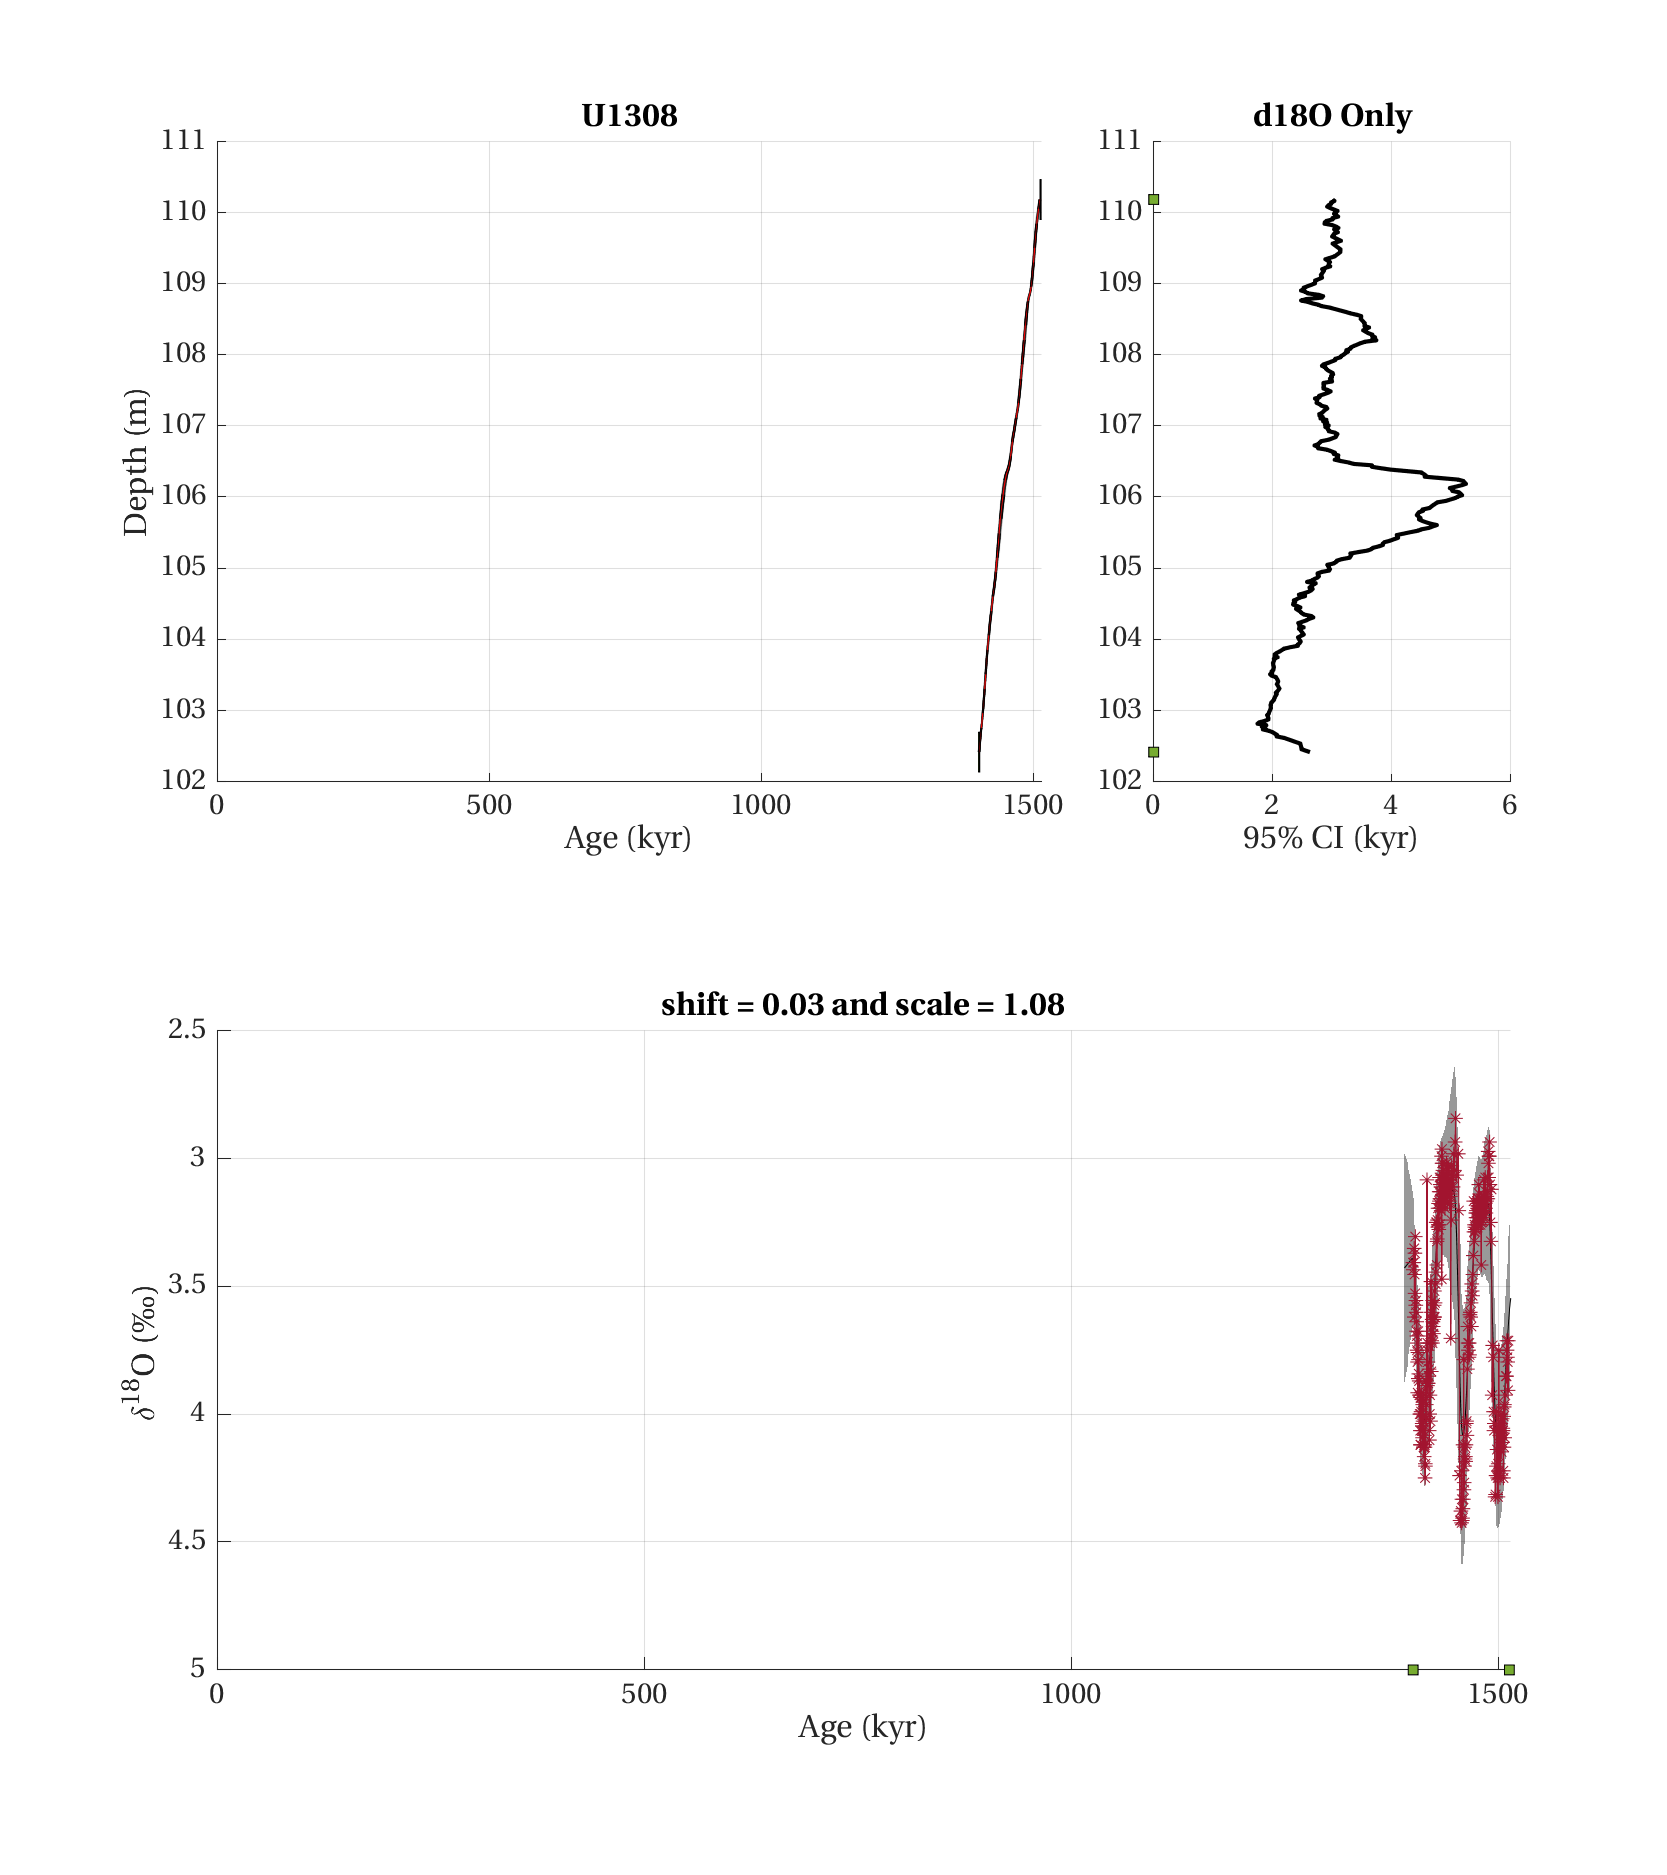 U1308
111
110
109
108
107
106
105
104
103
102
Depth (m)
0 500 1000 1500
Age (kyr)
d18O Only
111
110
109
108
107
106
105
104
103
102
0 2 4 6
95% CI (kyr)
shift = 0.03 and scale = 1.08
2.5
3
3.5
4
4.5
5
δ¹⁸O (‰)
0 500 1000 1500
Age (kyr)